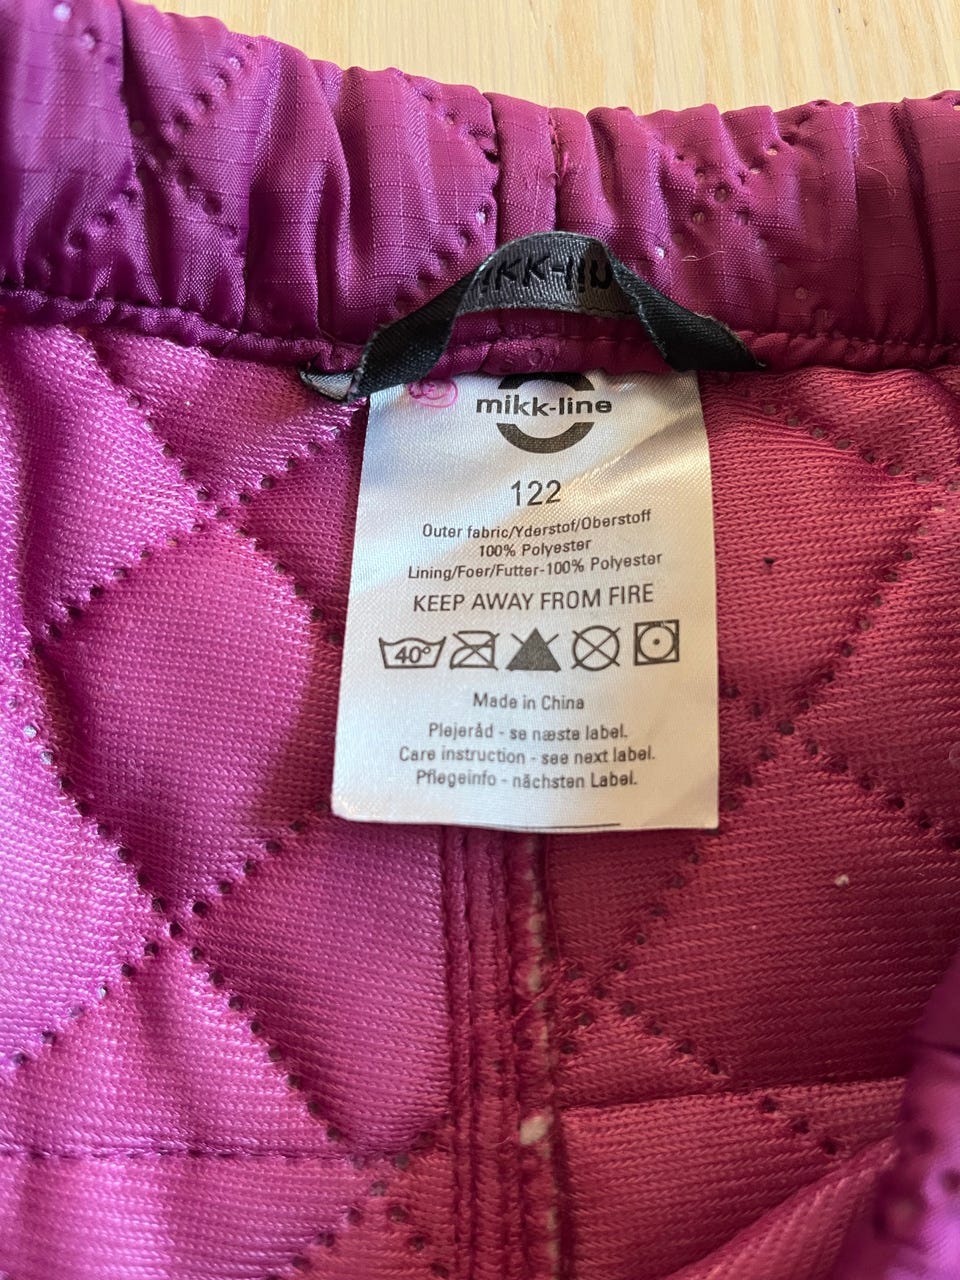 mikk-line
122
Outer fabric/Yderstof/Oberstoff
100% Polyester
Lining/Foer/Futter-100% Polyester
KEEP AWAY FROM FIRE
40°
Made in China
Plejeråd - se næste label.
Care instruction - see next label.
Pflegeinfo - nächsten Label.